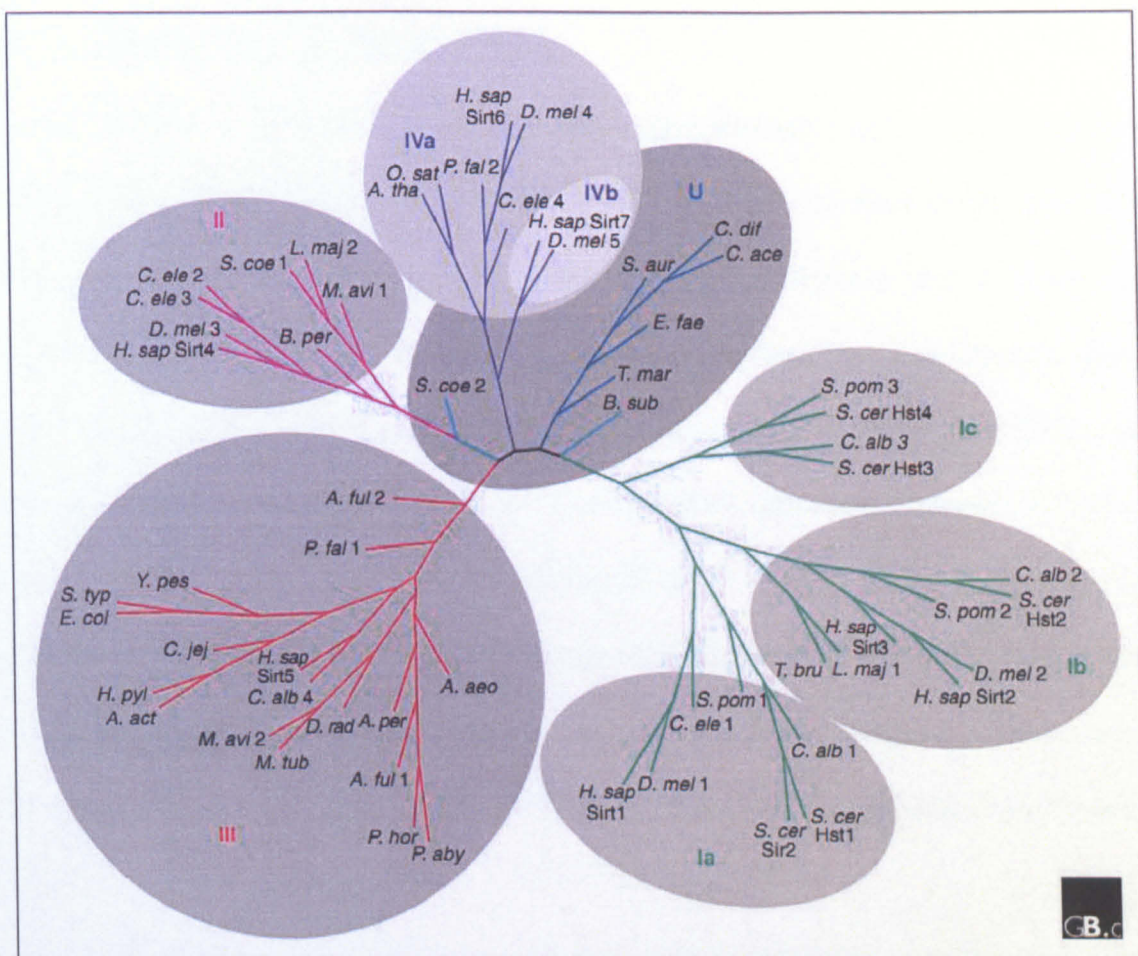 H. sap
Sirt6
D. mel 4
IVa
O. sat
P. fal 2
A. tha
IVb
U
C. ele 4
H. sap Sirt7
D. mel 5
C. dif
C. ace
S. aur
E. fae
T. mar
B. sub
S. coe 2
II
L. maj 2
S. coe 1
C. ele 2
M. avi 1
C. ele 3
D. mel 3
B. per
H. sap Sirt4
S. pom 3
S. cer Hst4
Ic
C. alb 3
S. cer Hst3
A. ful 2
P. fal 1
Y. pes
S. typ
E. col
C. jej
H. sap
Sirt5
C. alb 4
A. aeo
H. pyl
A. act
D. rad
A. per
M. avi 2
M. tub
A. ful 1
P. hor
P. aby
III
C. alb 2
S. cer
Hst2
S. pom 2
H. sap
Sirt3
T. bru
L. maj 1
D. mel 2
H. sap Sirt2
Ib
S. pom 1
C. ele 1
C. alb 1
H. sap
Sirt1
D. mel 1
S. cer
Sir2
S. cer
Hst1
Ia
GB.c